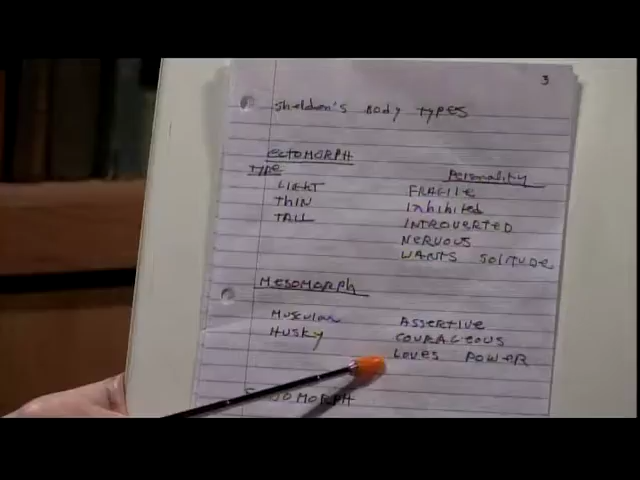 3
Sheldren's Body Types
ECTOMORPH
Type Personality
LIGHT FRAGILE
THIN Inhibited
TALL INTROVERTED
NERVOUS
WANTS SOLITUDE
MESOMORPH
Muscular ASSERTIVE
HUSKY COURAGEOUS
LOVES POWER